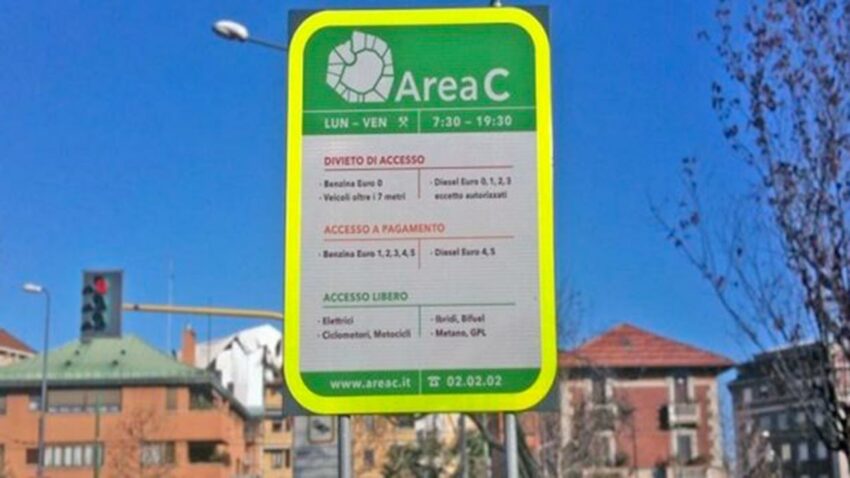 Area C
LUN – VEN 7:30 – 19:30
DIVIETO DI ACCESSO
· Benzina Euro 0
· Veicoli oltre i 7 metri
· Diesel Euro 0, 1, 2, 3
eccetto autorizzati
ACCESSO A PAGAMENTO
· Benzina Euro 1, 2, 3, 4, 5
· Diesel Euro 4, 5
ACCESSO LIBERO
· Elettrici
· Ciclomotori, Motocicli
· Ibridi, Bifuel
· Metano, GPL
www.areac.it
☎ 02.02.02